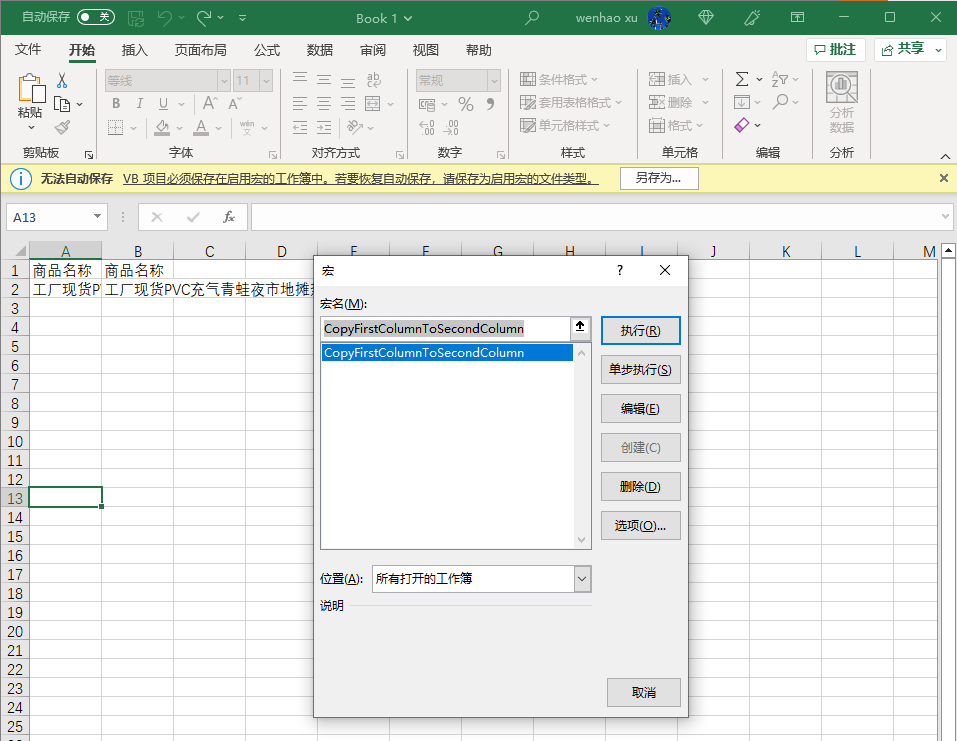 自动保存 关 Book 1 wenhao xu
文件 开始 插入 页面布局 公式 数据 审阅 视图 帮助 批注 共享
粘贴
剪贴板
等线 11
B I U
A A
wén
文
字体
ab
对齐方式
常规
% 9
数字
条件格式
套用表格格式
单元格样式
样式
插入
删除
格式
单元格
编辑
分析
数据
分析
无法自动保存 VB 项目必须保存在启用宏的工作簿中。若要恢复自动保存，请保存为启用宏的文件类型。 另存为...
A13 fx
A B C D E F G H I J K L M
1 商品名称 商品名称
2 工厂现货P 工厂现货PVC充气青蛙夜市地摊
3
4
5
6
7
8
9
10
11
12
13
14
15
16
17
18
19
20
21
22
23
24
25
宏 ?
宏名(M):
CopyFirstColumnToSecondColumn
CopyFirstColumnToSecondColumn
执行(R)
单步执行(S)
编辑(E)
创建(C)
删除(D)
选项(O)...
位置(A): 所有打开的工作簿
说明
取消